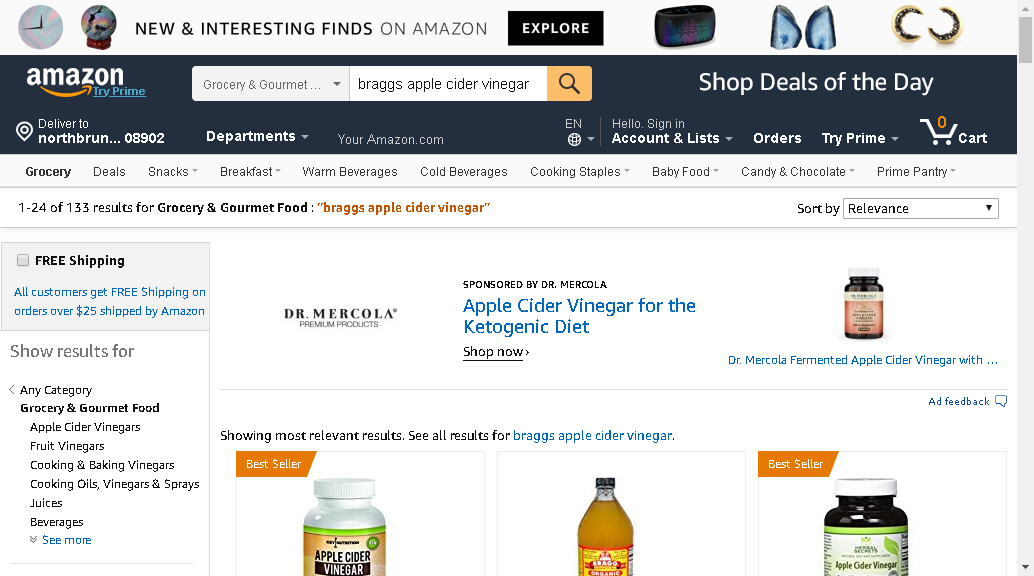 NEW & INTERESTING FINDS ON AMAZON EXPLORE
amazon
Try Prime
Grocery & Gourmet ...
braggs apple cider vinegar
Shop Deals of the Day
Deliver to
northbrun... 08902
Departments
Your Amazon.com
EN
Hello. Sign in
Account & Lists
Orders
Try Prime
0
Cart
Grocery Deals Snacks Breakfast Warm Beverages Cold Beverages Cooking Staples Baby Food Candy & Chocolate Prime Pantry
1-24 of 133 results for Grocery & Gourmet Food : "braggs apple cider vinegar"
Sort by Relevance
FREE Shipping
All customers get FREE Shipping on
orders over $25 shipped by Amazon
Show results for
Any Category
Grocery & Gourmet Food
Apple Cider Vinegars
Fruit Vinegars
Cooking & Baking Vinegars
Cooking Oils, Vinegars & Sprays
Juices
Beverages
See more
DR. MERCOLA®
PREMIUM PRODUCTS
SPONSORED BY DR. MERCOLA
Apple Cider Vinegar for the
Ketogenic Diet
Shop now ›
DR. MERCOLA
Dr. Mercola Fermented Apple Cider Vinegar with ...
Ad feedback
Showing most relevant results. See all results for braggs apple cider vinegar.
Best Seller
APPLE CIDER
VINEGAR
BRAGG
ORGANIC
Best Seller
HERBAL
SECRETS
Apple Cider Vinegar